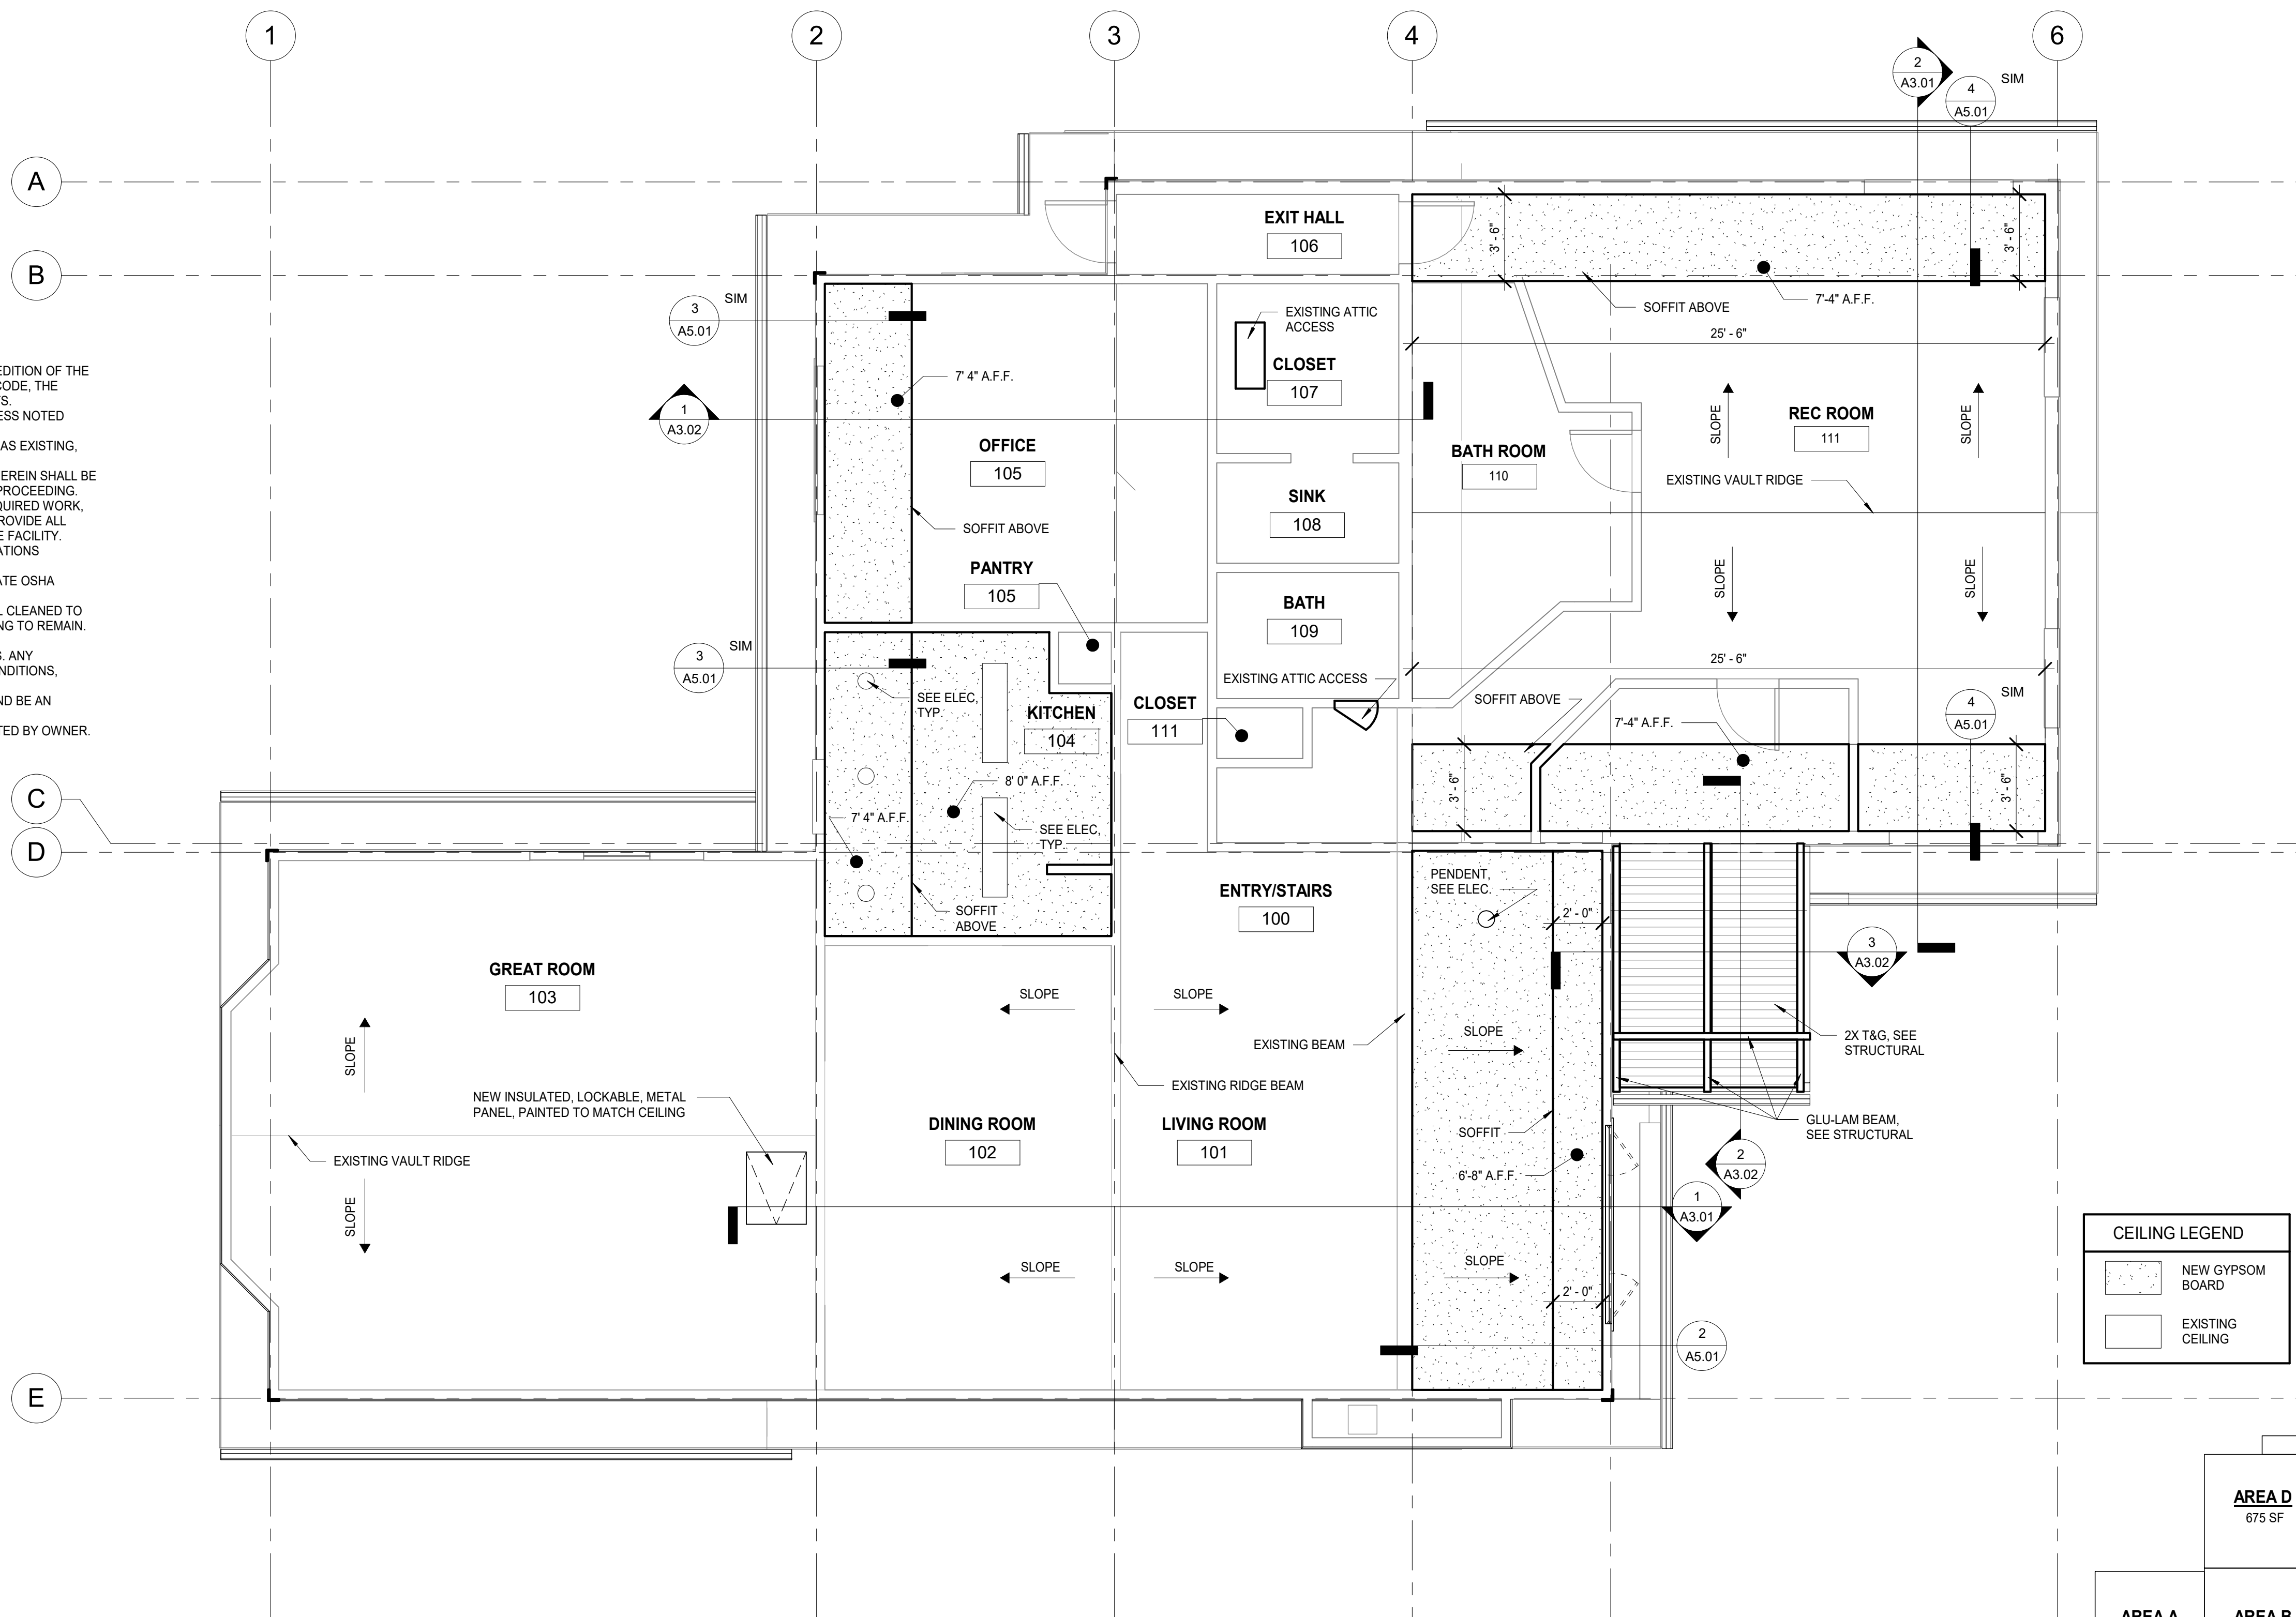 1
2
3
4
6
2
A3.01
4
A5.01
SIM
A
B
C
D
E
EXIT HALL
106
3' - 6"
3' - 6"
SOFFIT ABOVE
7'-4" A.F.F.
25' - 6"
3
A5.01
SIM
EXISTING ATTIC
ACCESS
CLOSET
107
7' 4" A.F.F.
1
A3.02
OFFICE
105
SOFFIT ABOVE
BATH ROOM
110
SLOPE
REC ROOM
111
SLOPE
EXISTING VAULT RIDGE
SINK
108
PANTRY
105
BATH
109
SLOPE
SLOPE
25' - 6"
EDITION OF THE
CODE, THE
S.
ESS NOTED
AS EXISTING,
EREIN SHALL BE
PROCEEDING.
QUIRED WORK,
ROVIDE ALL
E FACILITY.
ATIONS
ATE OSHA
L CLEANED TO
NG TO REMAIN.
S. ANY
NDITIONS,
ND BE AN
TED BY OWNER.
3
A5.01
SIM
SEE ELEC,
TYP.
KITCHEN
104
CLOSET
111
EXISTING ATTIC ACCESS
SOFFIT ABOVE
7'-4" A.F.F.
4
A5.01
SIM
3' - 6"
3' - 6"
8' 0" A.F.F.
7' 4" A.F.F.
SEE ELEC,
TYP.
SOFFIT
ABOVE
ENTRY/STAIRS
100
PENDENT,
SEE ELEC.
2' - 0"
3
A3.02
GREAT ROOM
103
SLOPE
SLOPE
SLOPE
SLOPE
EXISTING BEAM
2X T&G, SEE
STRUCTURAL
EXISTING RIDGE BEAM
NEW INSULATED, LOCKABLE, METAL
PANEL, PAINTED TO MATCH CEILING
DINING ROOM
102
LIVING ROOM
101
SOFFIT
GLU-LAM BEAM,
SEE STRUCTURAL
EXISTING VAULT RIDGE
2
A3.02
6'-8" A.F.F.
1
A3.01
SLOPE
SLOPE
SLOPE
SLOPE
2' - 0"
2
A5.01
CEILING LEGEND
NEW GYPSOM
BOARD
EXISTING
CEILING
AREA D
675 SF
AREA A
AREA B